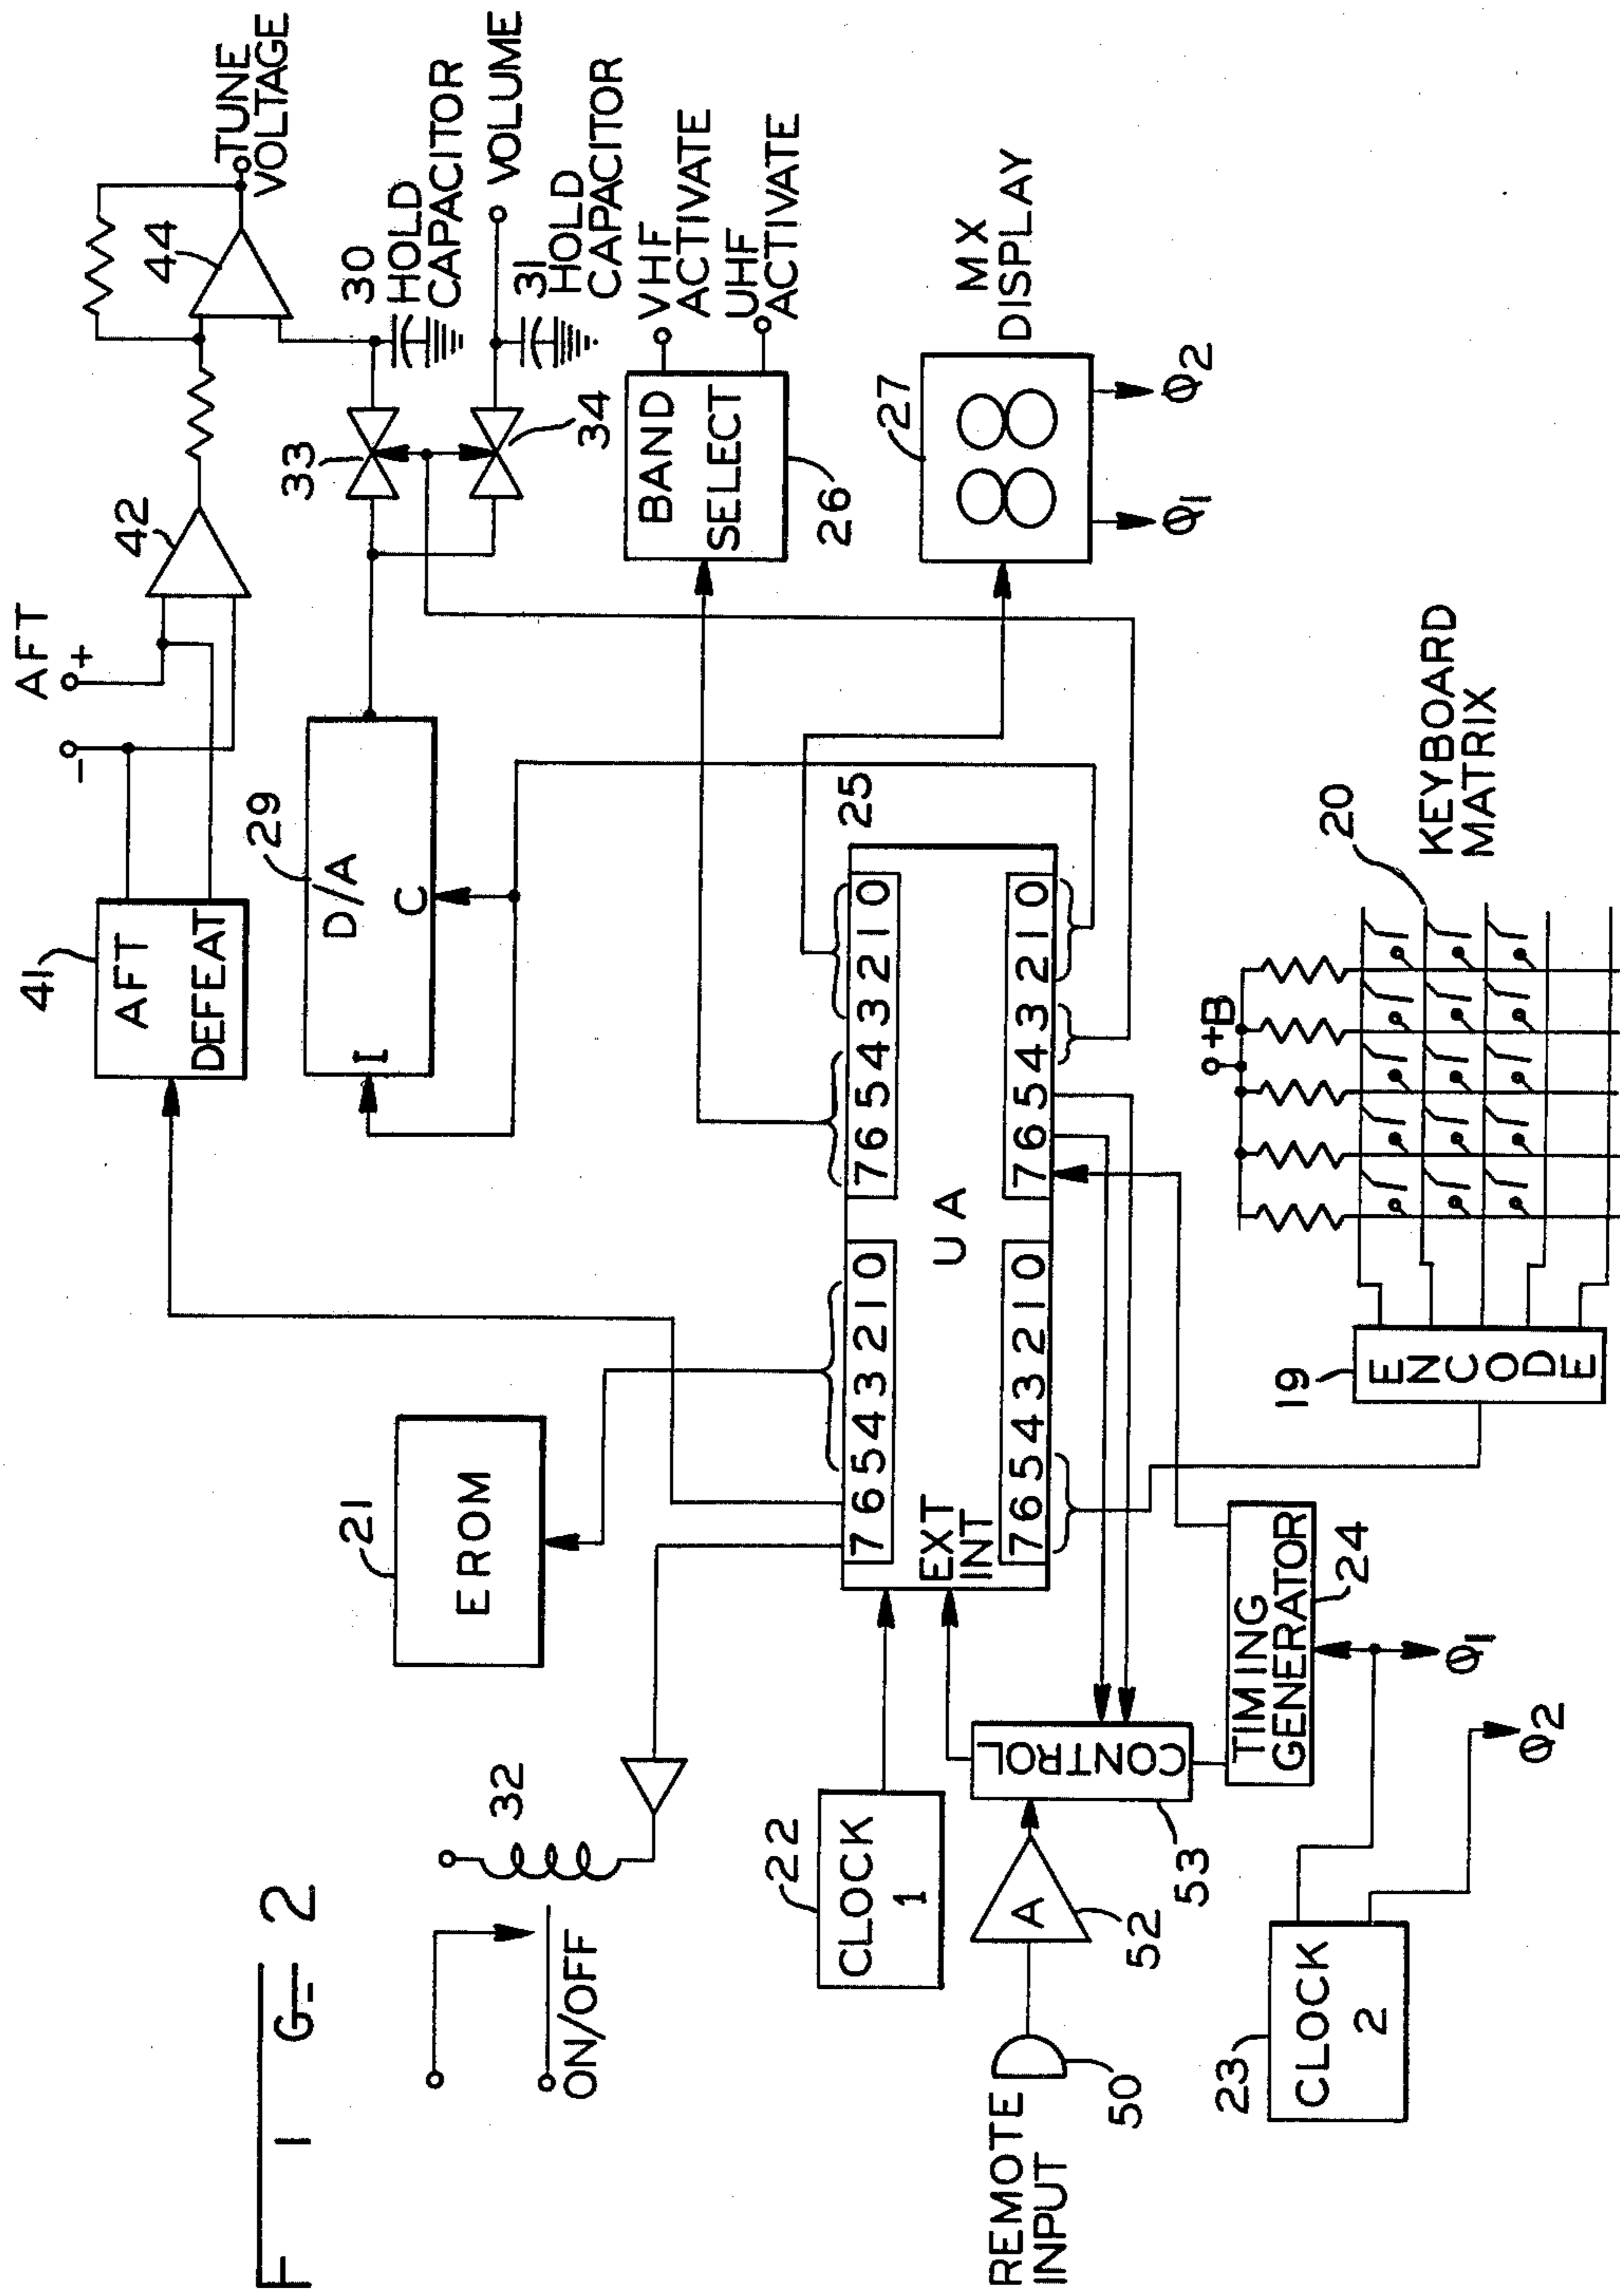 FIG= 2
ON/OFF
32
21
EROM
41
AFT
DEFEAT
AFT
-
+
42
44
TUNE
VOLTAGE
29
D/A
I
C
33
30
HOLD
CAPACITOR
VOLUME
34
31
HOLD
CAPACITOR
BAND
SELECT
26
VHF
ACTIVATE
UHF
ACTIVATE
27
88
MX
DISPLAY
Φ1
Φ2
22
CLOCK
1
7 6 5 4 3 2 1 0
7 6 5 4 3 2 1 0
25
UA
EXT
INT
7 6 5 4 3 2 1 0
7 6 5 4 3 2 1 0
REMOTE
INPUT
50
A
52
CONTROL
53
TIMING
GENERATOR
24
Φ1
Φ2
23
CLOCK
2
19
ENCODE
+B
20
KEYBOARD
MATRIX